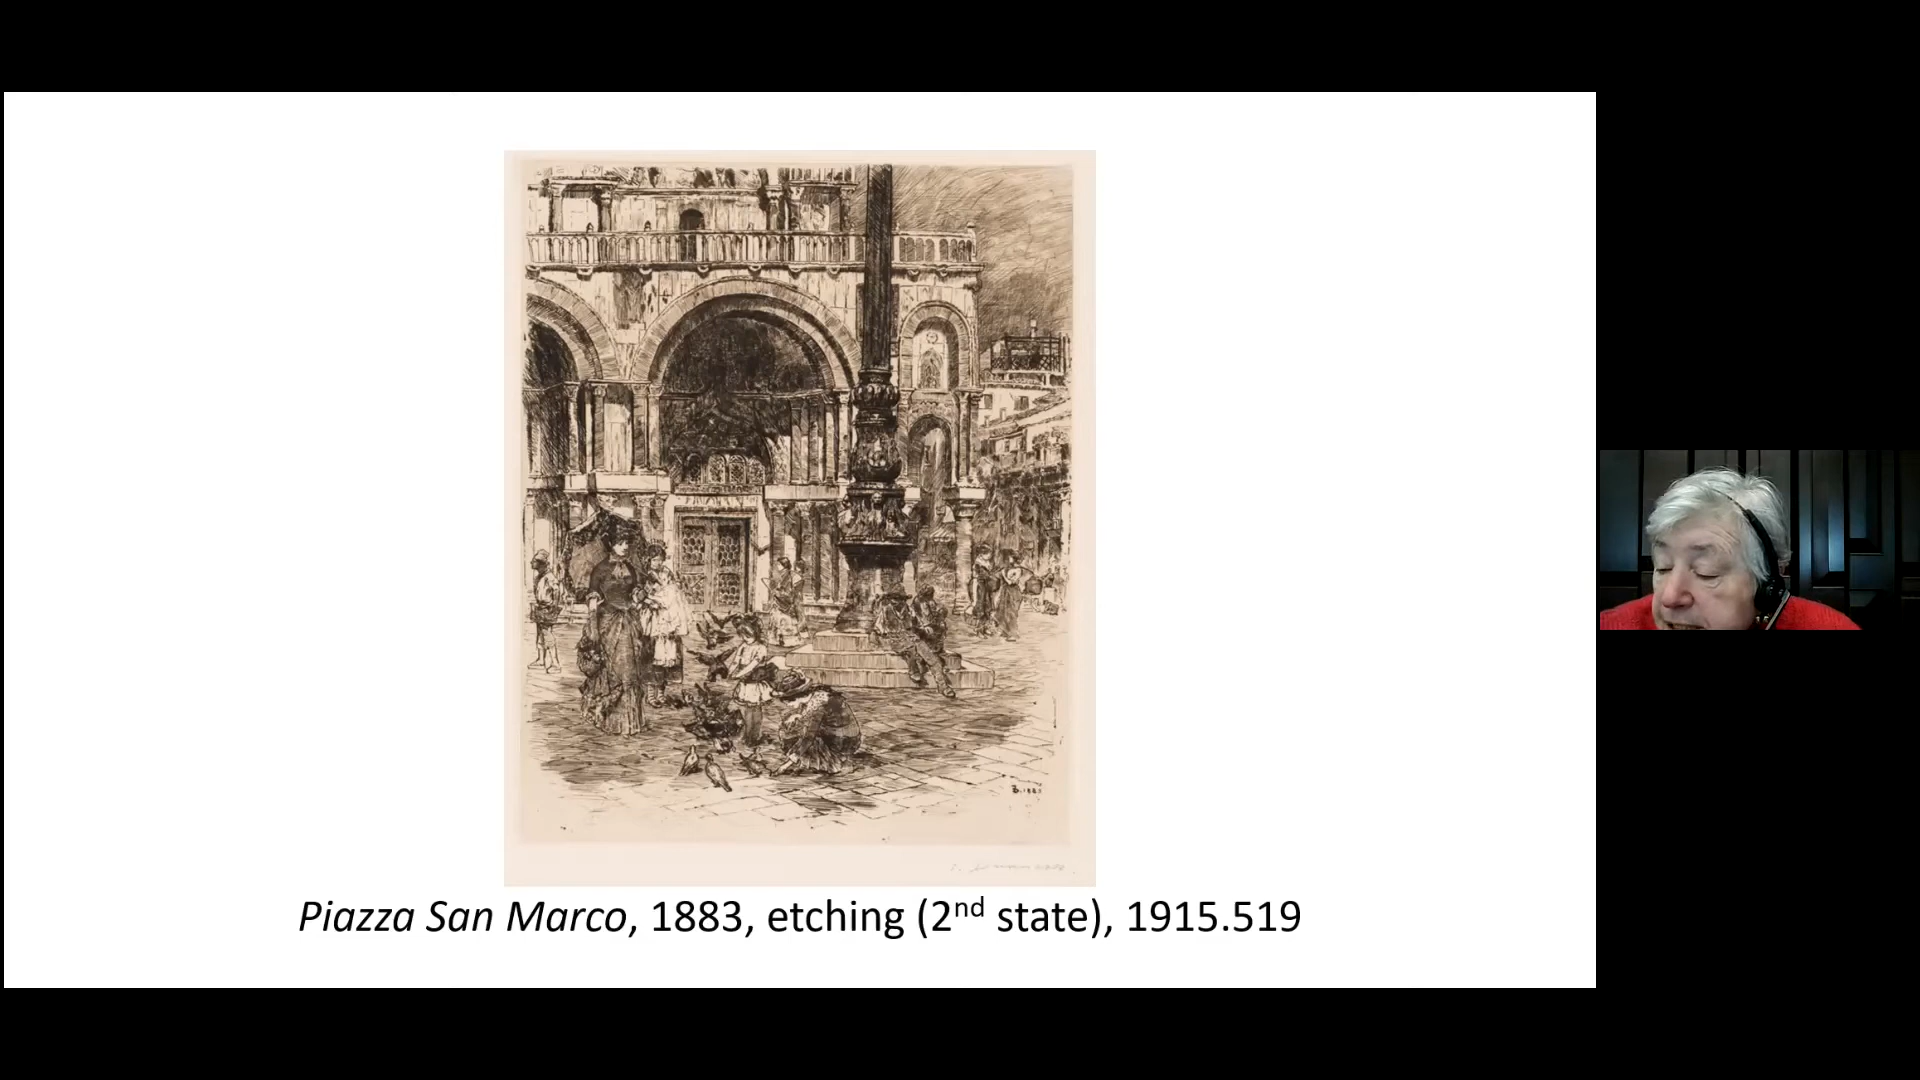 Piazza San Marco, 1883, etching (2nd state), 1915.519